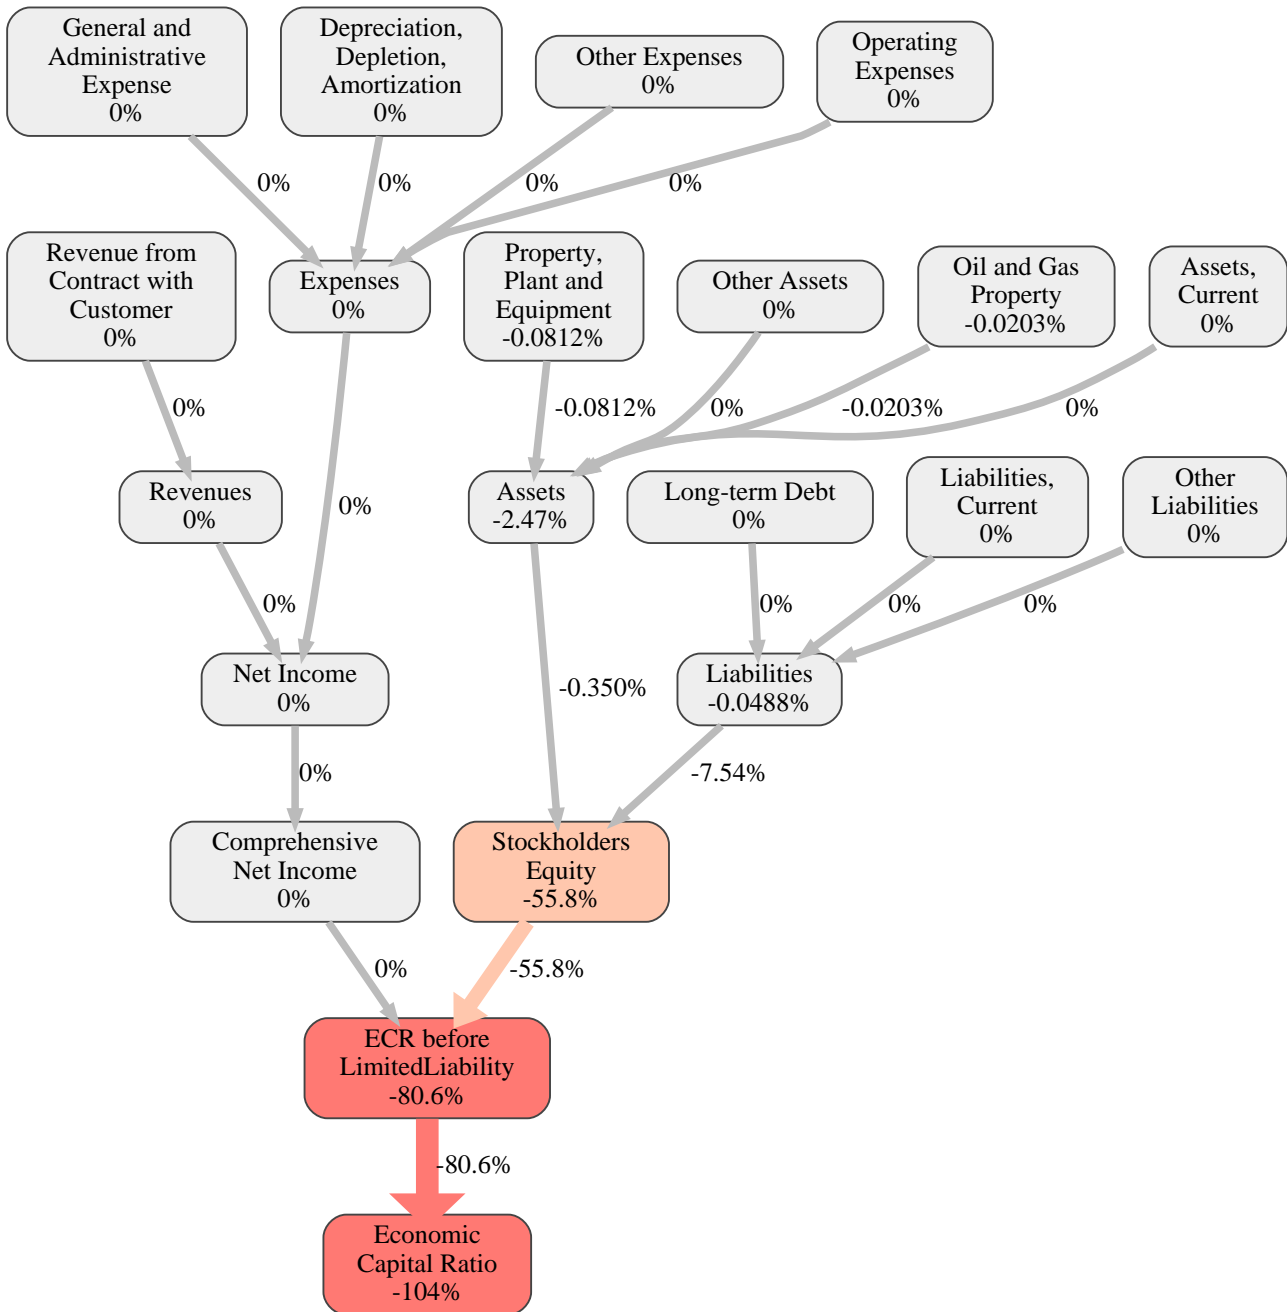 General and
Administrative
Expense
0%
Depreciation,
Depletion,
Amortization
0%
Other Expenses
0%
Operating
Expenses
0%
0%
0%
0%
0%
Revenue from
Contract with
Customer
0%
Expenses
0%
Property,
Plant and
Equipment
-0.0812%
Other Assets
0%
Oil and Gas
Property
-0.0203%
Assets,
Current
0%
0%
-0.0812%
0%
-0.0203%
0%
Revenues
0%
0%
Assets
-2.47%
Long-term Debt
0%
Liabilities,
Current
0%
Other
Liabilities
0%
0%
0%
0%
0%
Net Income
0%
-0.350%
Liabilities
-0.0488%
0%
-7.54%
Comprehensive
Net Income
0%
Stockholders
Equity
-55.8%
0%
-55.8%
ECR before
LimitedLiability
-80.6%
-80.6%
Economic
Capital Ratio
-104%